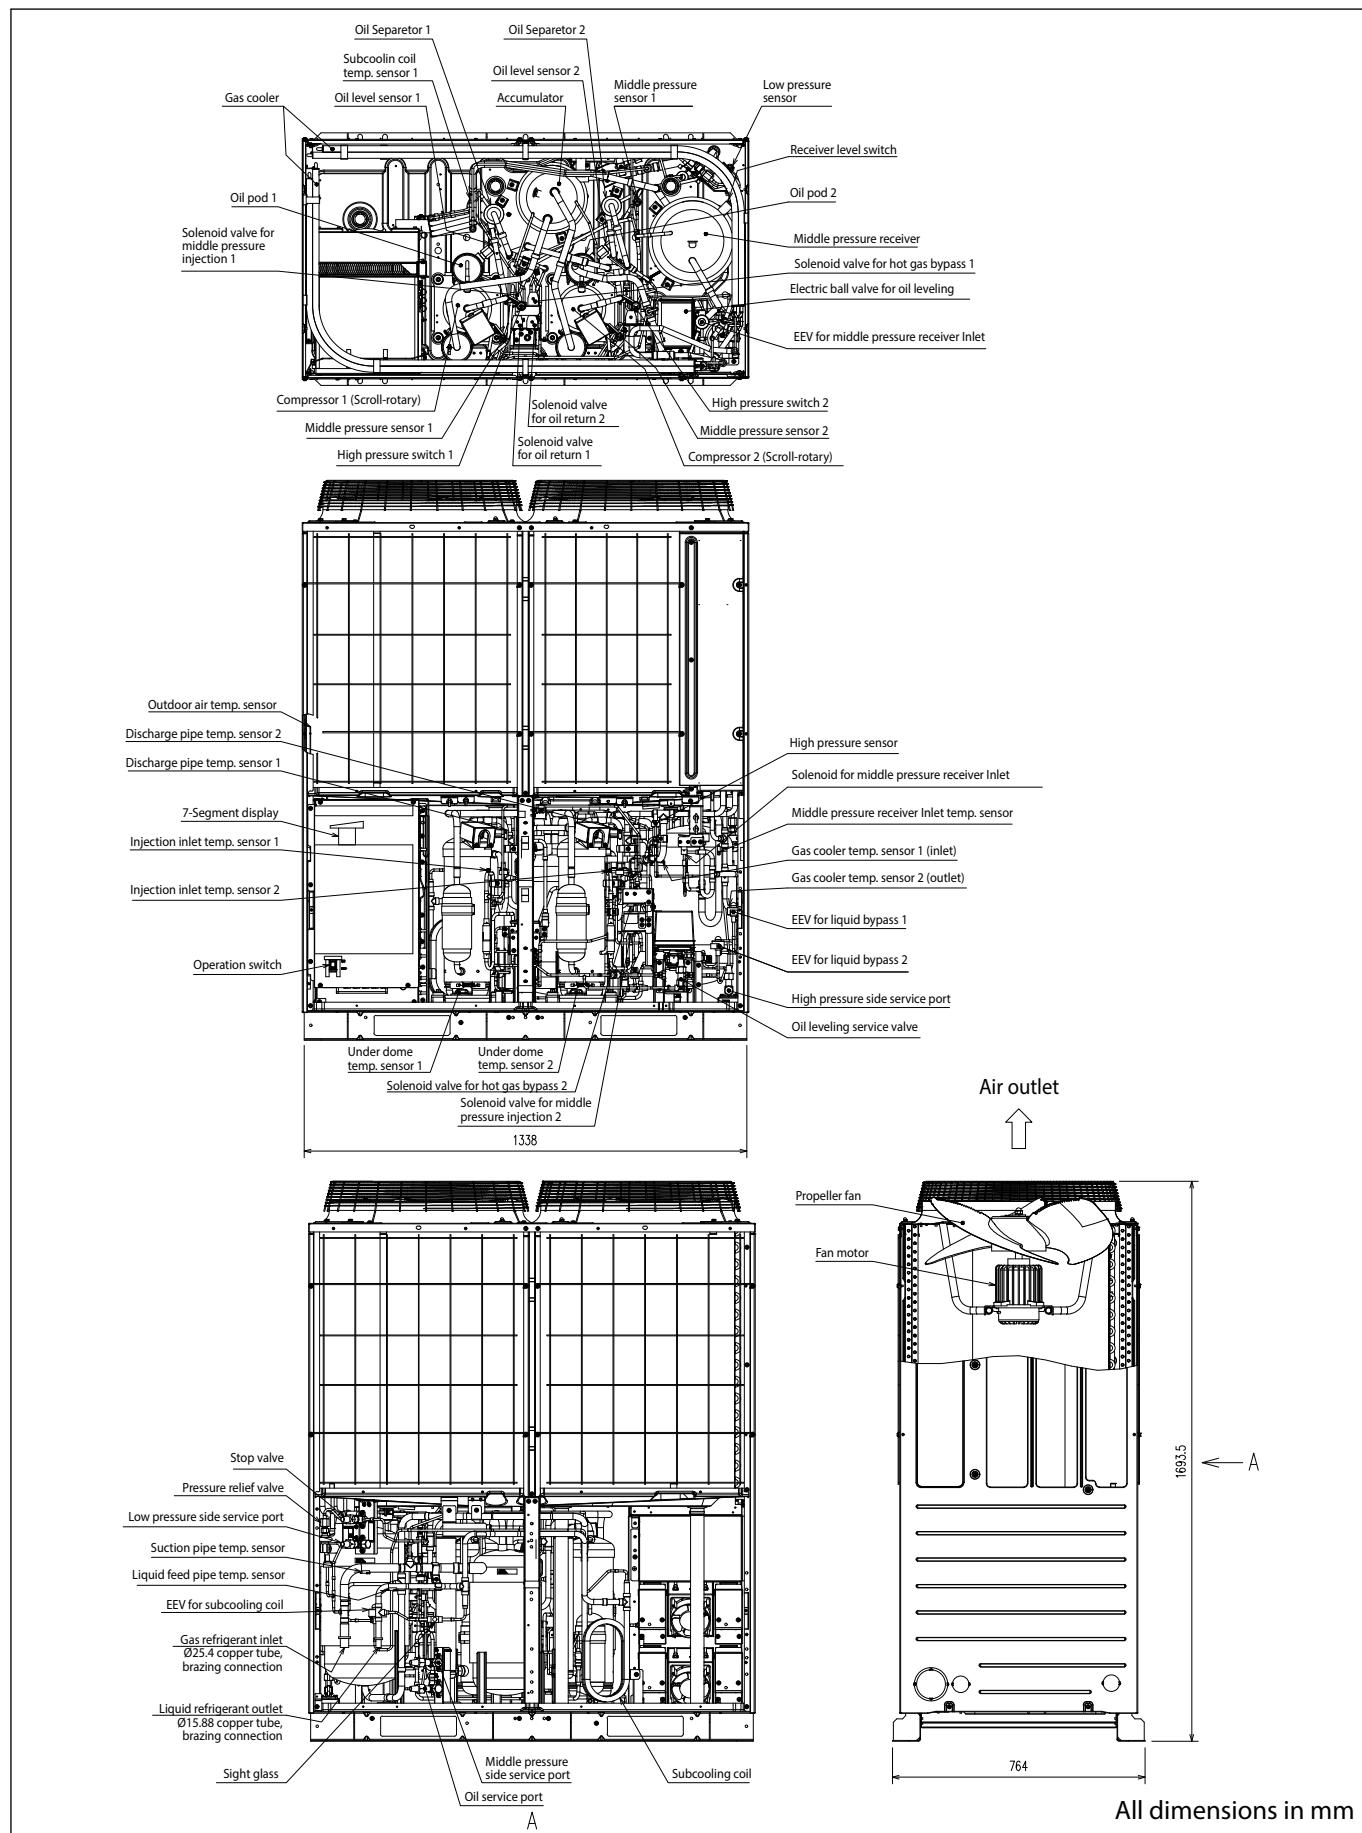 Oil Separetor 1
Oil Separetor 2
Subcoolin coil
temp. sensor 1
Oil level sensor 2
Middle pressure
sensor 1
Low pressure
sensor
Gas cooler
Oil level sensor 1
Accumulator
Receiver level switch
Oil pod 1
Oil pod 2
Solenoid valve for
middle pressure
injection 1
Middle pressure receiver
Solenoid valve for hot gas bypass 1
Electric ball valve for oil leveling
EEV for middle pressure receiver Inlet
Compressor 1 (Scroll-rotary)
Solenoid valve
for oil return 2
High pressure switch 2
Middle pressure sensor 1
Middle pressure sensor 2
High pressure switch 1
Solenoid valve
for oil return 1
Compressor 2 (Scroll-rotary)
Outdoor air temp. sensor
Discharge pipe temp. sensor 2
Discharge pipe temp. sensor 1
7-Segment display
Injection inlet temp. sensor 1
Injection inlet temp. sensor 2
Operation switch
High pressure sensor
Solenoid for middle pressure receiver Inlet
Middle pressure receiver Inlet temp. sensor
Gas cooler temp. sensor 1 (inlet)
Gas cooler temp. sensor 2 (outlet)
EEV for liquid bypass 1
EEV for liquid bypass 2
High pressure side service port
Oil leveling service valve
Under dome
temp. sensor 1
Under dome
temp. sensor 2
Solenoid valve for hot gas bypass 2
Solenoid valve for middle
pressure injection 2
1338
Air outlet
Propeller fan
Fan motor
1693.5
A
764
Stop valve
Pressure relief valve
Low pressure side service port
Suction pipe temp. sensor
Liquid feed pipe temp. sensor
EEV for subcooling coil
Gas refrigerant inlet
Ø25.4 copper tube,
brazing connection
Liquid refrigerant outlet
Ø15.88 copper tube,
brazing connection
Sight glass
Middle pressure
side service port
Oil service port
Subcooling coil
A
All dimensions in mm